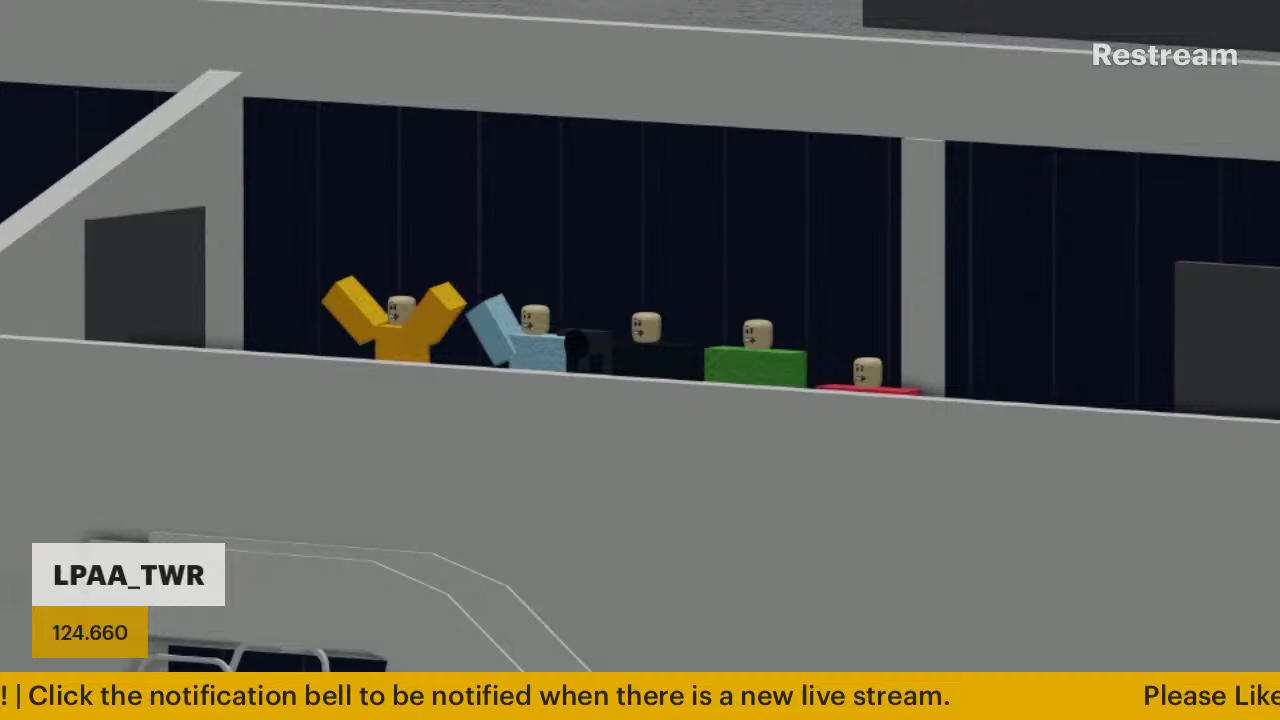 Restream
LPAA_TWR
124.660
! | Click the notification bell to be notified when there is a new live stream.
Please Like